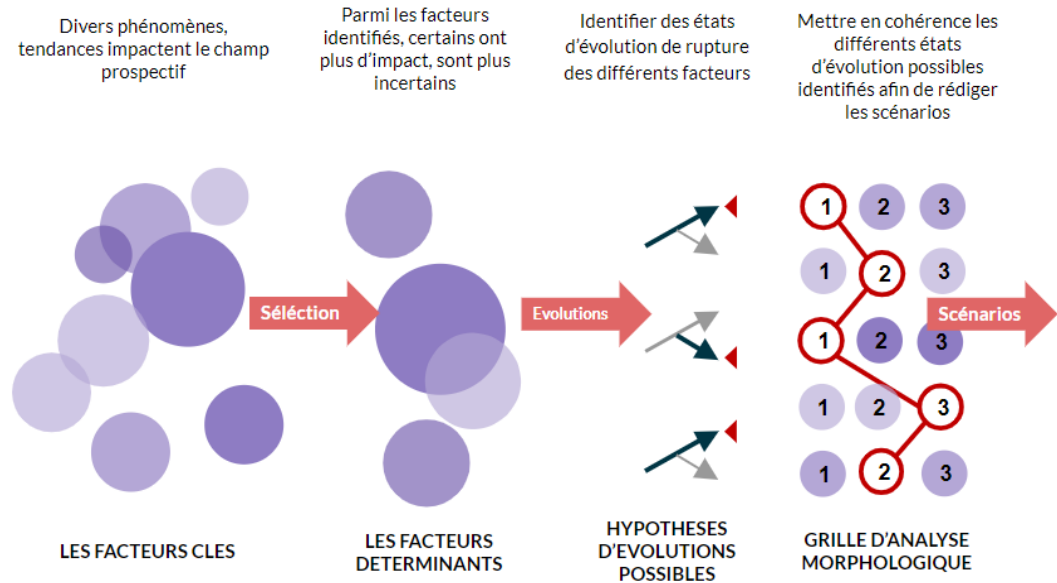 Divers phénomènes,
tendances impactent le champ
prospectif
Parmi les facteurs
identifiés, certains ont
plus d'impact, sont plus
incertains
Identifier des états
d'évolution de rupture
des différents facteurs
Mettre en cohérence les
différents états
d'évolution possibles
identifiés afin de rédiger
les scénarios
Séléction
Evolutions
Scénarios
1 2 3
1 2 3
1 2 3
1 2 3
1 2 3
LES FACTEURS CLES
LES FACTEURS
DETERMINANTS
HYPOTHESES
D'EVOLUTIONS
POSSIBLES
GRILLE D'ANALYSE
MORPHOLOGIQUE